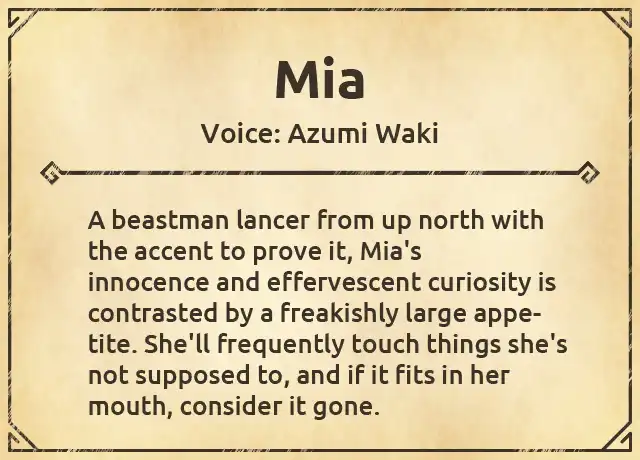 Mia
Voice: Azumi Waki
A beastman lancer from up north with
the accent to prove it, Mia's
innocence and effervescent curiosity is
contrasted by a freakishly large appe-
tite. She'll frequently touch things she's
not supposed to, and if it fits in her
mouth, consider it gone.